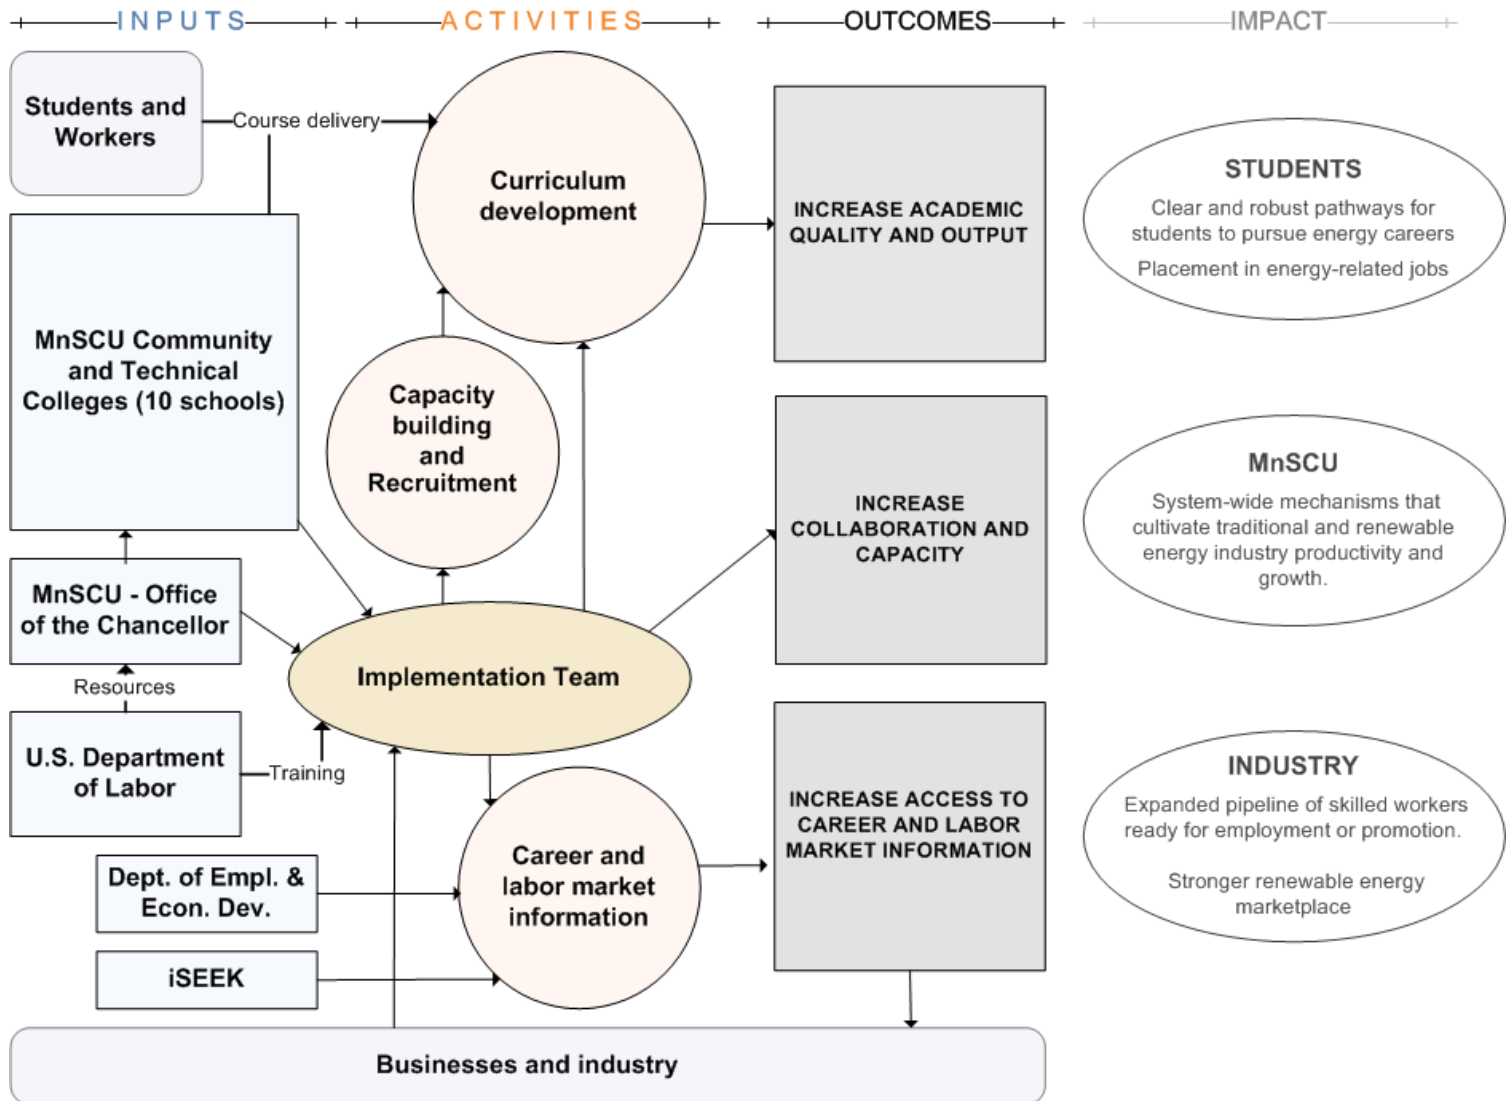 INPUTS
ACTIVITIES
OUTCOMES
IMPACT
Students and
Workers
Course delivery
MnSCU Community
and Technical
Colleges (10 schools)
MnSCU - Office
of the Chancellor
Resources
U.S. Department
of Labor
Training
Dept. of Empl. &
Econ. Dev.
iSEEK
Curriculum
development
Capacity
building
and
Recruitment
Implementation Team
Career and
labor market
information
INCREASE ACADEMIC
QUALITY AND OUTPUT
INCREASE
COLLABORATION AND
CAPACITY
INCREASE ACCESS TO
CAREER AND LABOR
MARKET INFORMATION
STUDENTS
Clear and robust pathways for
students to pursue energy careers
Placement in energy-related jobs
MnSCU
System-wide mechanisms that
cultivate traditional and renewable
energy industry productivity and
growth.
INDUSTRY
Expanded pipeline of skilled workers
ready for employment or promotion.
Stronger renewable energy
marketplace
Businesses and industry